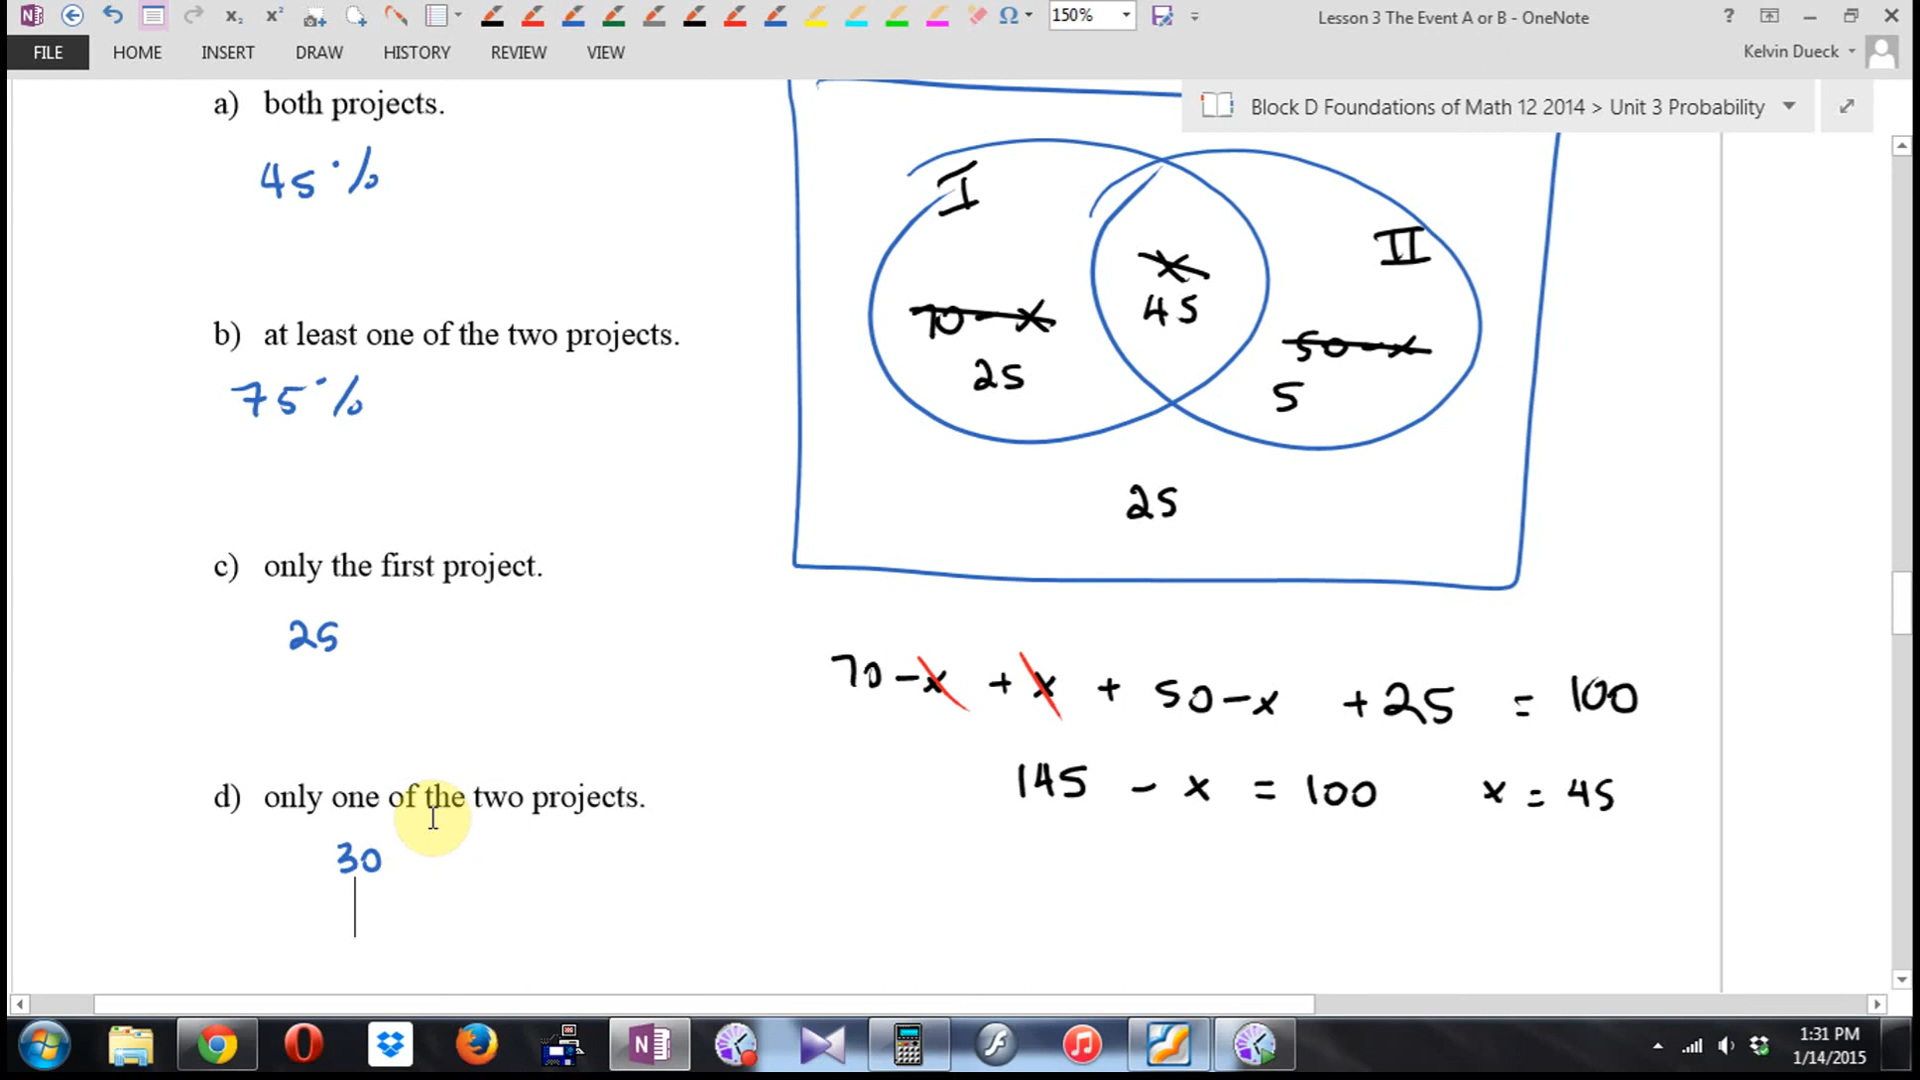 150%
Lesson 3 The Event A or B - OneNote
FILE HOME INSERT DRAW HISTORY REVIEW VIEW
Kelvin Dueck
Block D Foundations of Math 12 2014 > Unit 3 Probability
a) both projects.
45%
b) at least one of the two projects.
75%
c) only the first project.
25
d) only one of the two projects.
30
I
II
x
45
70-x
25
50-x
5
25
70-x + x + 50-x +25 = 100
145 - x = 100 x = 45
1:31 PM
1/14/2015